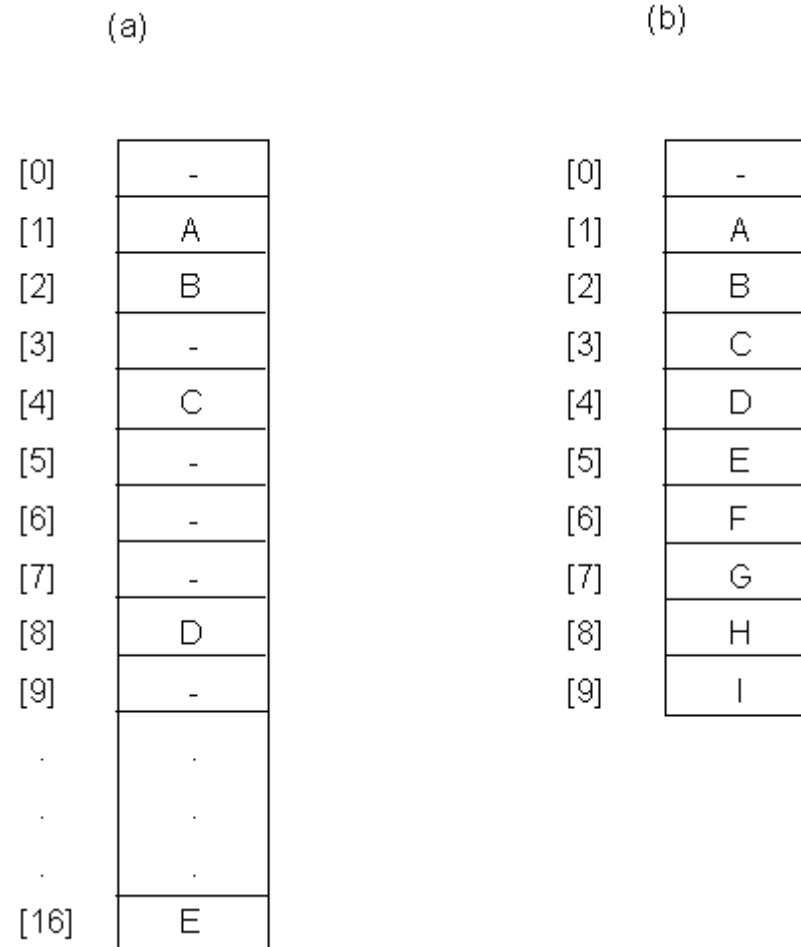 (a) (b)
[0] - [0] -
[1] A [1] A
[2] B [2] B
[3] - [3] C
[4] C [4] D
[5] - [5] E
[6] - [6] F
[7] - [7] G
[8] D [8] H
[9] - [9] I
. .
. .
. .
[16] E